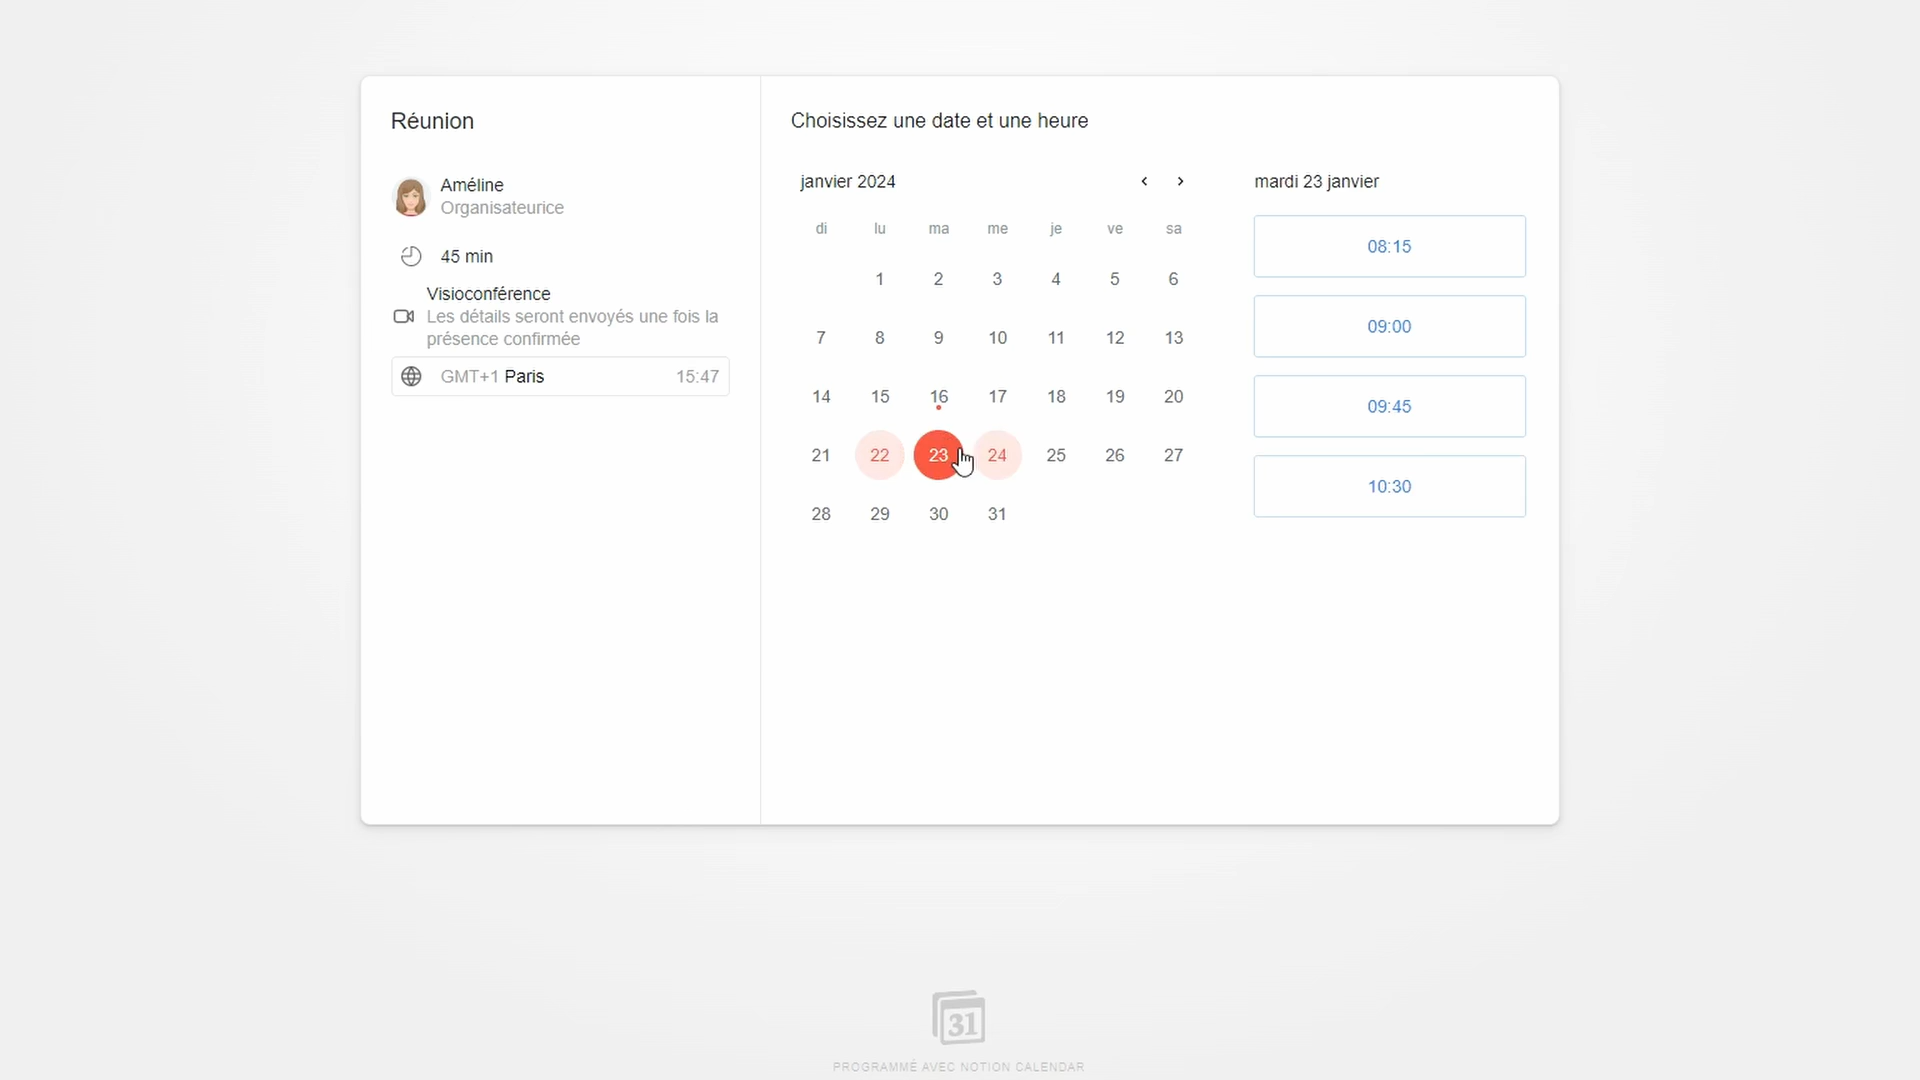 Réunion
Améline
Organisateurice
45 min
Visioconférence
Les détails seront envoyés une fois la
présence confirmée
GMT+1 Paris 15:47
Choisissez une date et une heure
janvier 2024
di lu ma me je ve sa
1 2 3 4 5 6
7 8 9 10 11 12 13
14 15 16 17 18 19 20
21 22 23 24 25 26 27
28 29 30 31
mardi 23 janvier
08:15
09:00
09:45
10:30
31
PROGRAMMÉ AVEC NOTION CALENDAR